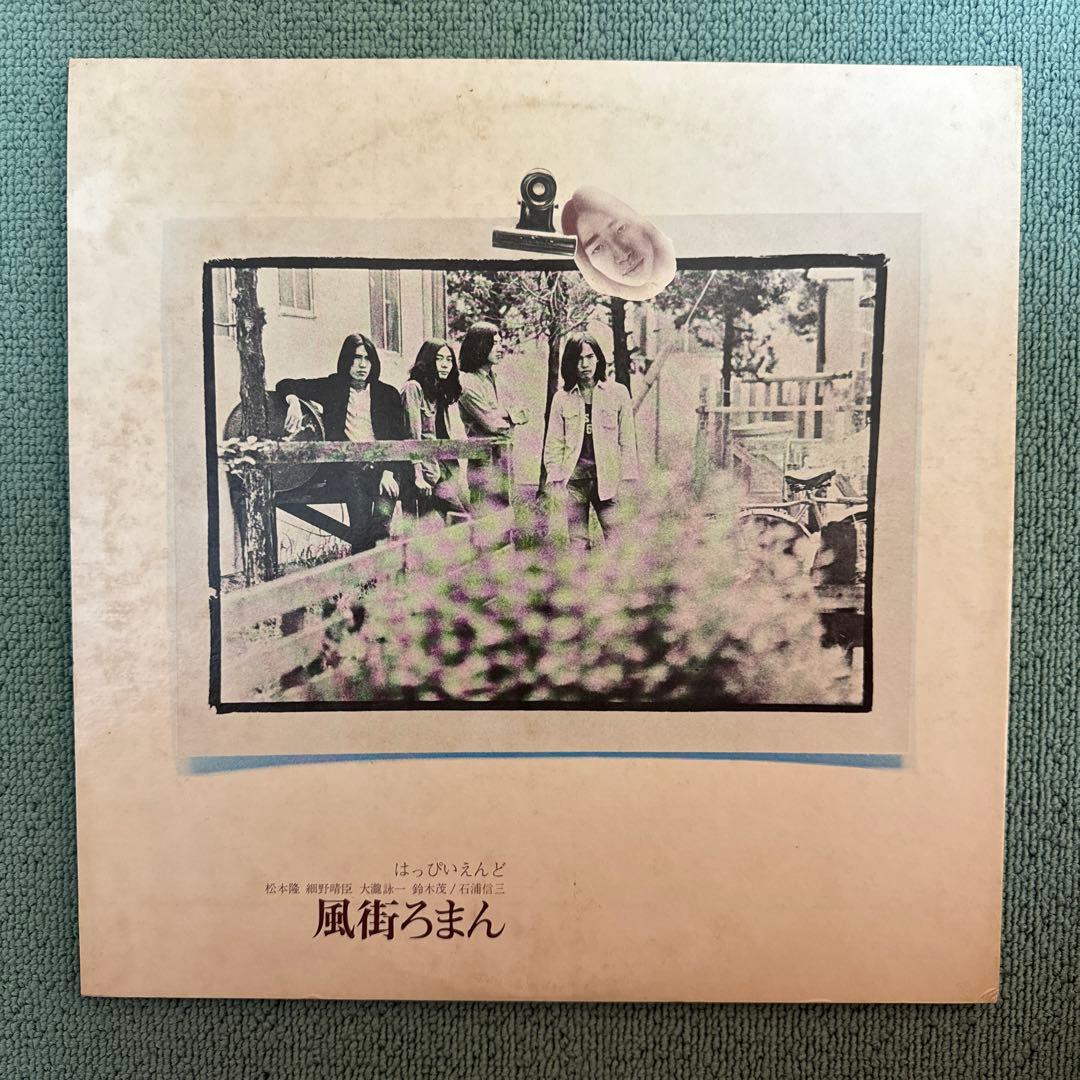 はっぴいえんど
松本隆 細野晴臣 大瀧詠一 鈴木茂/石浦信三
風街ろまん